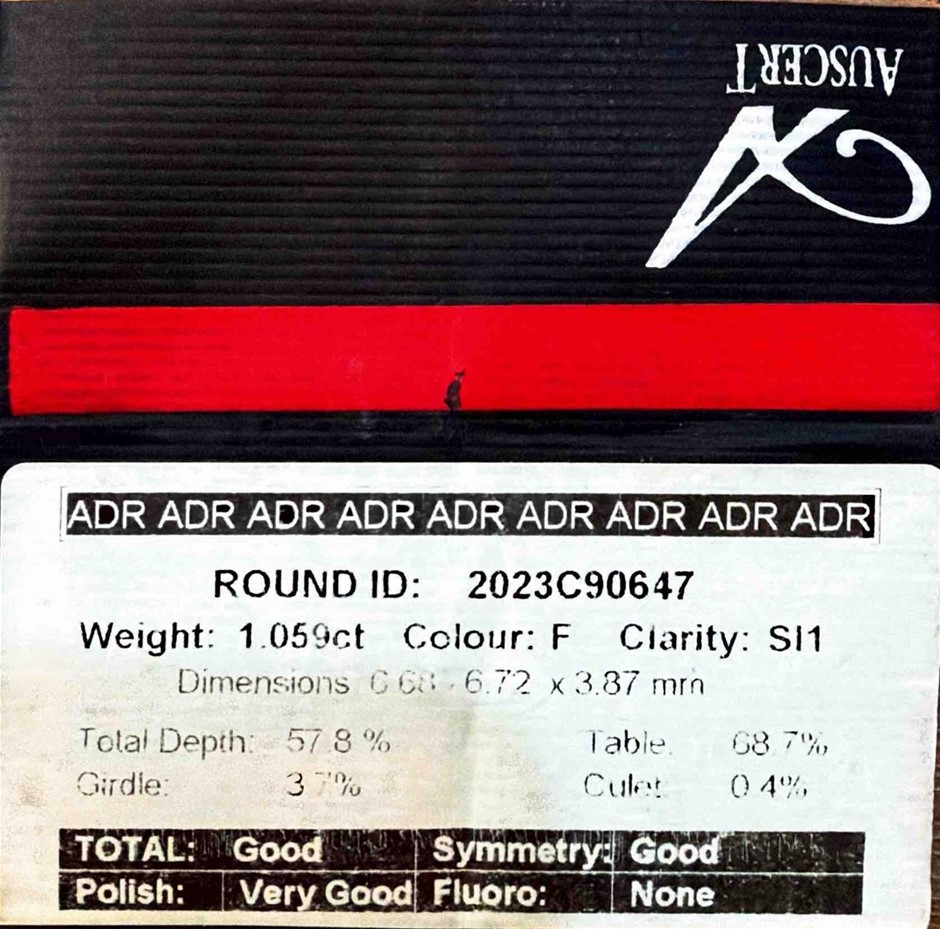 AUSCERT
ADR ADR ADR ADR ADR ADR ADR ADR ADR
ROUND ID: 2023C90647
Weight: 1.059ct Colour: F Clarity: SI1
Dimensions 6.68 - 6.72 x 3.87 mm
Total Depth: 57.8 % Table: 68.7%
Girdle: 3.7% Culet: 0.4%
TOTAL: Good Symmetry: Good
Polish: Very Good Fluoro: None